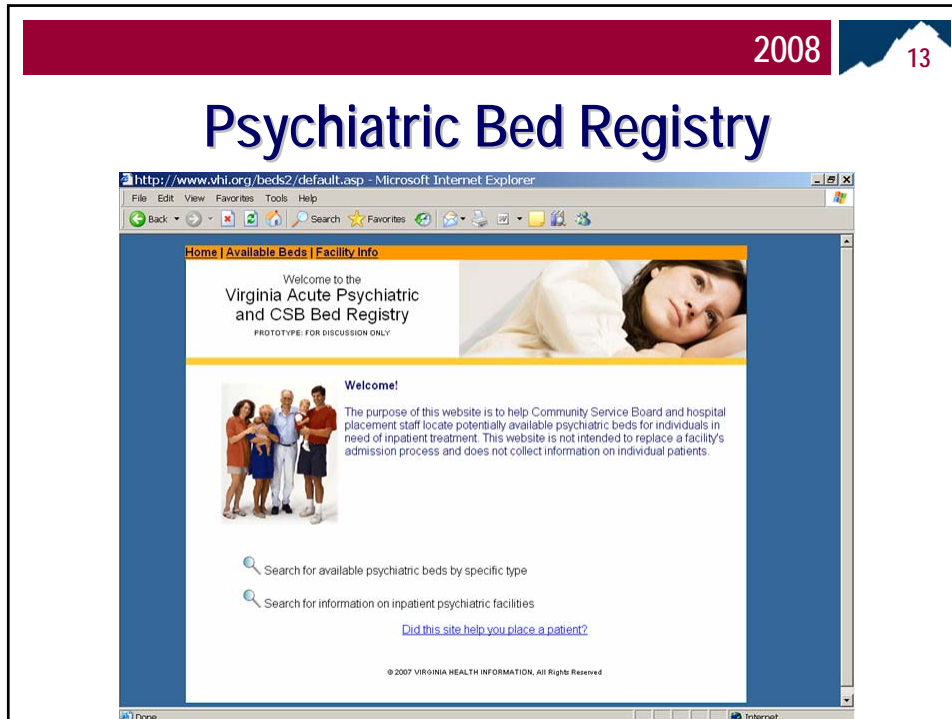 2008
13
Psychiatric Bed Registry
http://www.vhi.org/beds2/default.asp - Microsoft Internet Explorer
File Edit View Favorites Tools Help
Back Search Favorites
Home | Available Beds | Facility Info
Welcome to the
Virginia Acute Psychiatric
and CSB Bed Registry
PROTOTYPE: FOR DISCUSSION ONLY
Welcome!
The purpose of this website is to help Community Service Board and hospital
placement staff locate potentially available psychiatric beds for individuals in
need of inpatient treatment. This website is not intended to replace a facility's
admission process and does not collect information on individual patients.
Search for available psychiatric beds by specific type
Search for information on inpatient psychiatric facilities
Did this site help you place a patient?
© 2007 VIRGINIA HEALTH INFORMATION, All Rights Reserved
Done Internet